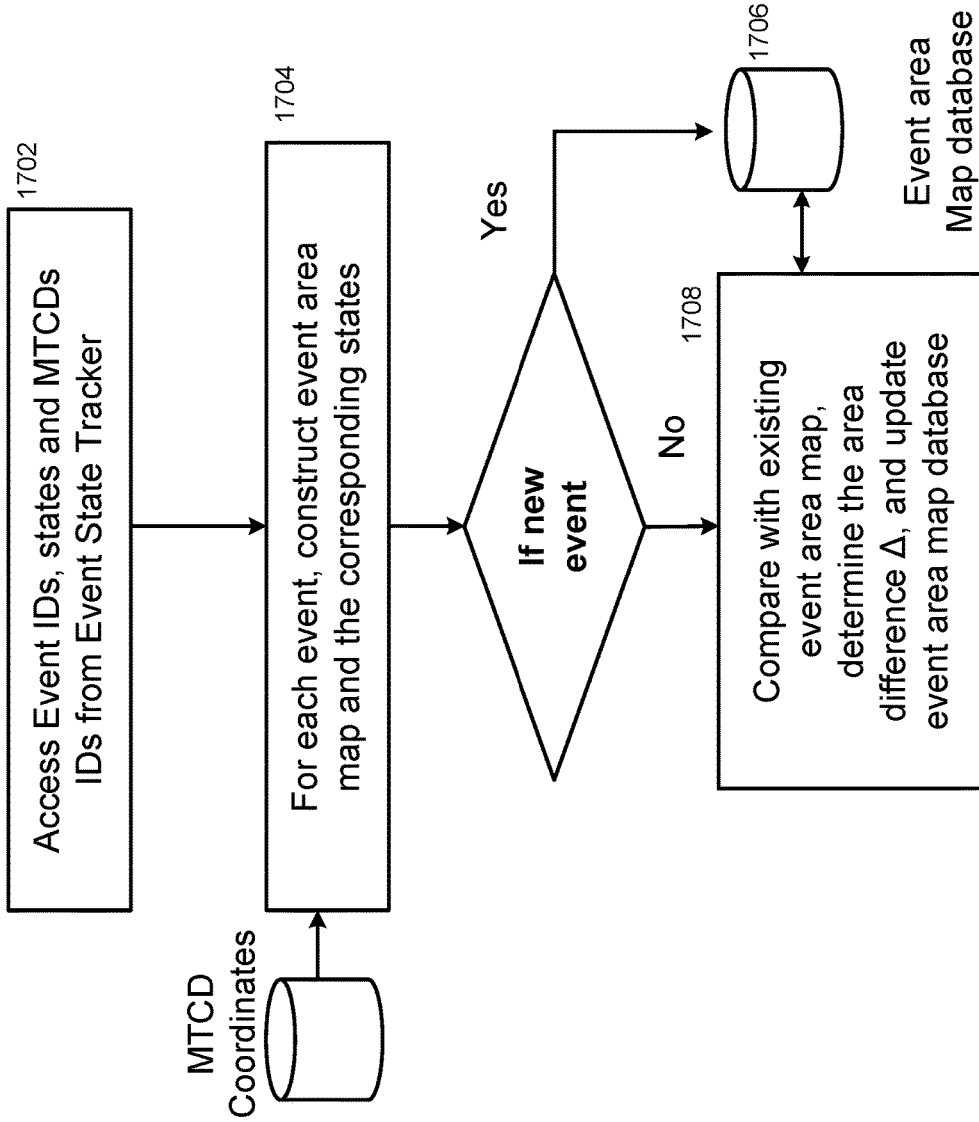 1702
Access Event IDs, states and MTCDs
IDs from Event State Tracker
1704
MTCD
Coordinates
For each event, construct event area
map and the corresponding states
If new
event
Yes
No
1706
Event area
Map database
1708
Compare with existing
event area map,
determine the area
difference Δ, and update
event area map database